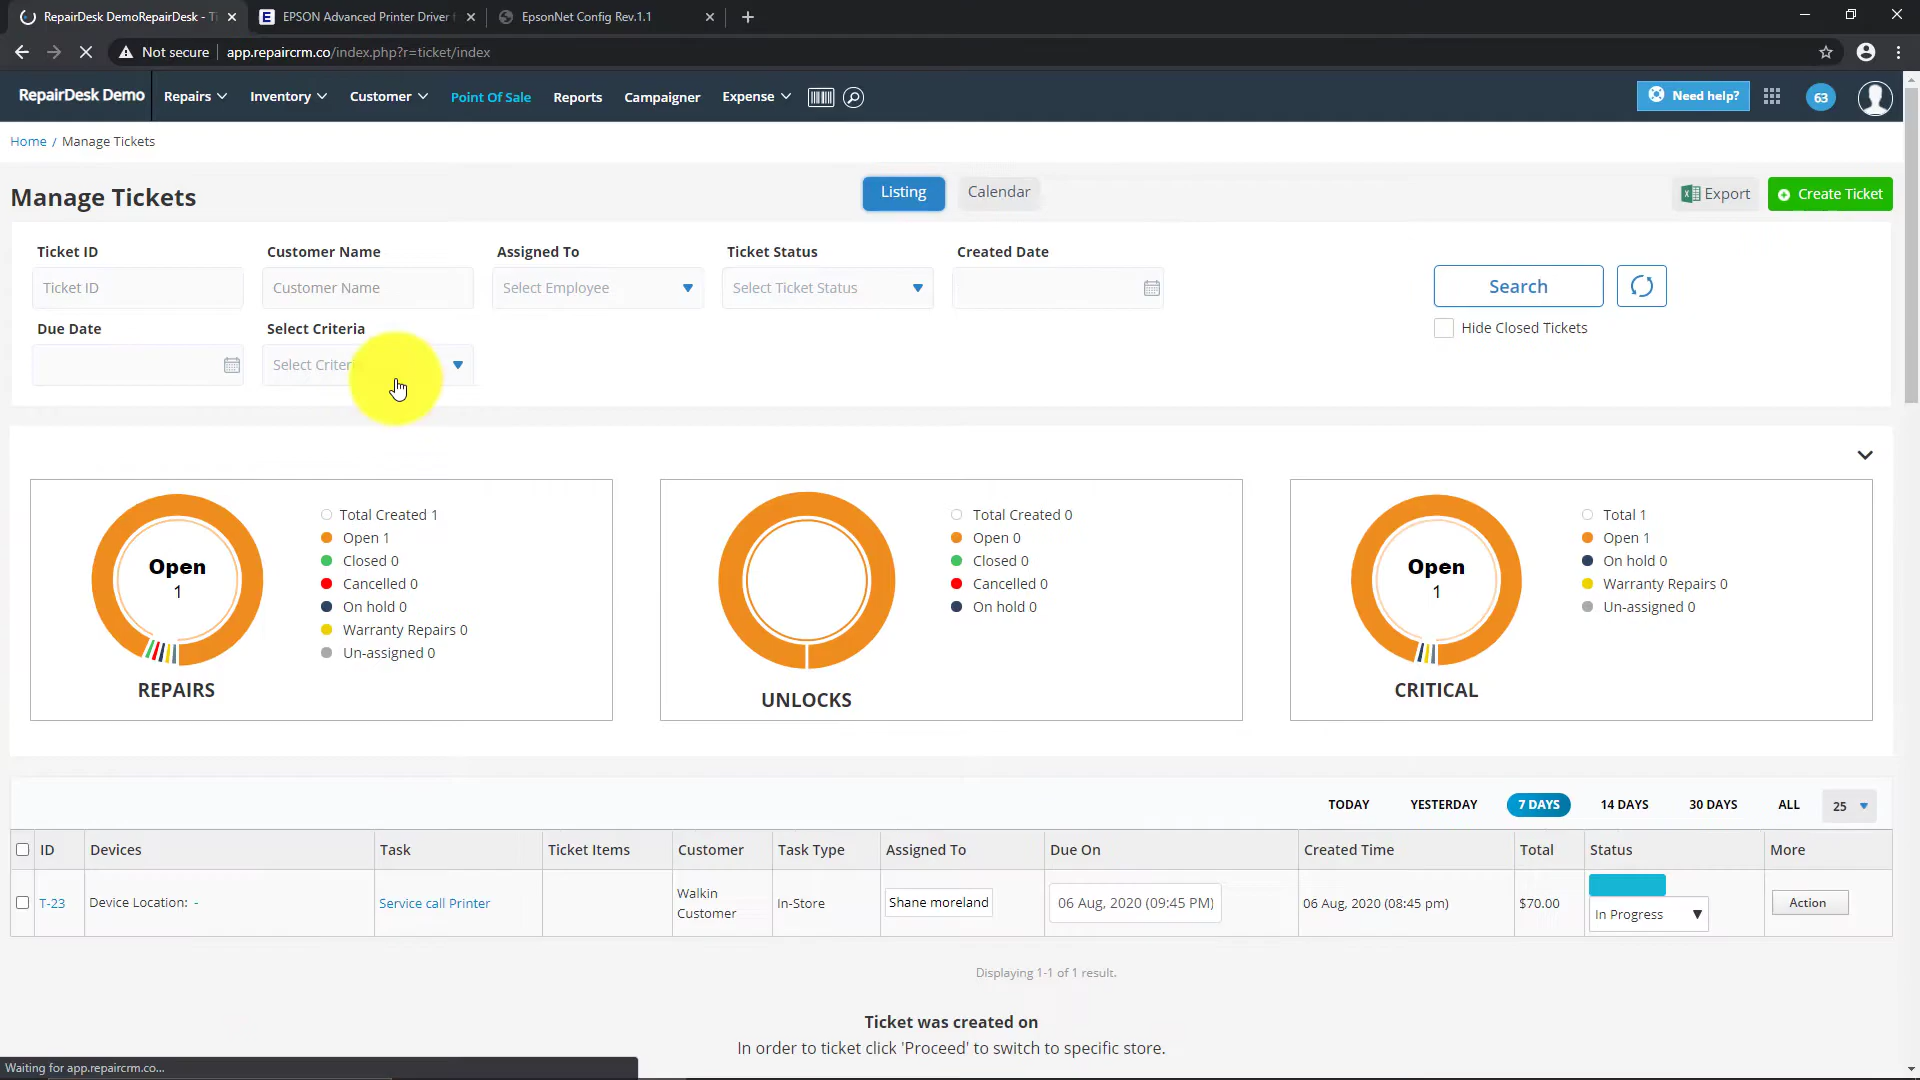 RepairDesk DemoRepairDesk - Ti
EPSON Advanced Printer Driver f
EpsonNet Config Rev.1.1
Not secure
app.repaircrm.co/index.php?r=ticket/index
RepairDesk Demo
Repairs
Inventory
Customer
Point Of Sale
Reports
Campaigner
Expense
Need help?
63
Home / Manage Tickets
Manage Tickets
Listing
Calendar
Export
Create Ticket
Ticket ID
Customer Name
Assigned To
Ticket Status
Created Date
Ticket ID
Customer Name
Select Employee
Select Ticket Status
Search
Due Date
Select Criteria
Hide Closed Tickets
Select Criteri
Open
1
REPAIRS
Total Created 1
Open 1
Closed 0
Cancelled 0
On hold 0
Warranty Repairs 0
Un-assigned 0
UNLOCKS
Total Created 0
Open 0
Closed 0
Cancelled 0
On hold 0
Open
1
CRITICAL
Total 1
Open 1
On hold 0
Warranty Repairs 0
Un-assigned 0
TODAY
YESTERDAY
7 DAYS
14 DAYS
30 DAYS
ALL
25
ID
Devices
Task
Ticket Items
Customer
Task Type
Assigned To
Due On
Created Time
Total
Status
More
T-23
Device Location: -
Service call Printer
Walkin
Customer
In-Store
Shane moreland
06 Aug, 2020 (09:45 PM)
06 Aug, 2020 (08:45 pm)
$70.00
In Progress
Action
Displaying 1-1 of 1 result.
Ticket was created on
In order to ticket click 'Proceed' to switch to specific store.
Waiting for app.repaircrm.co...